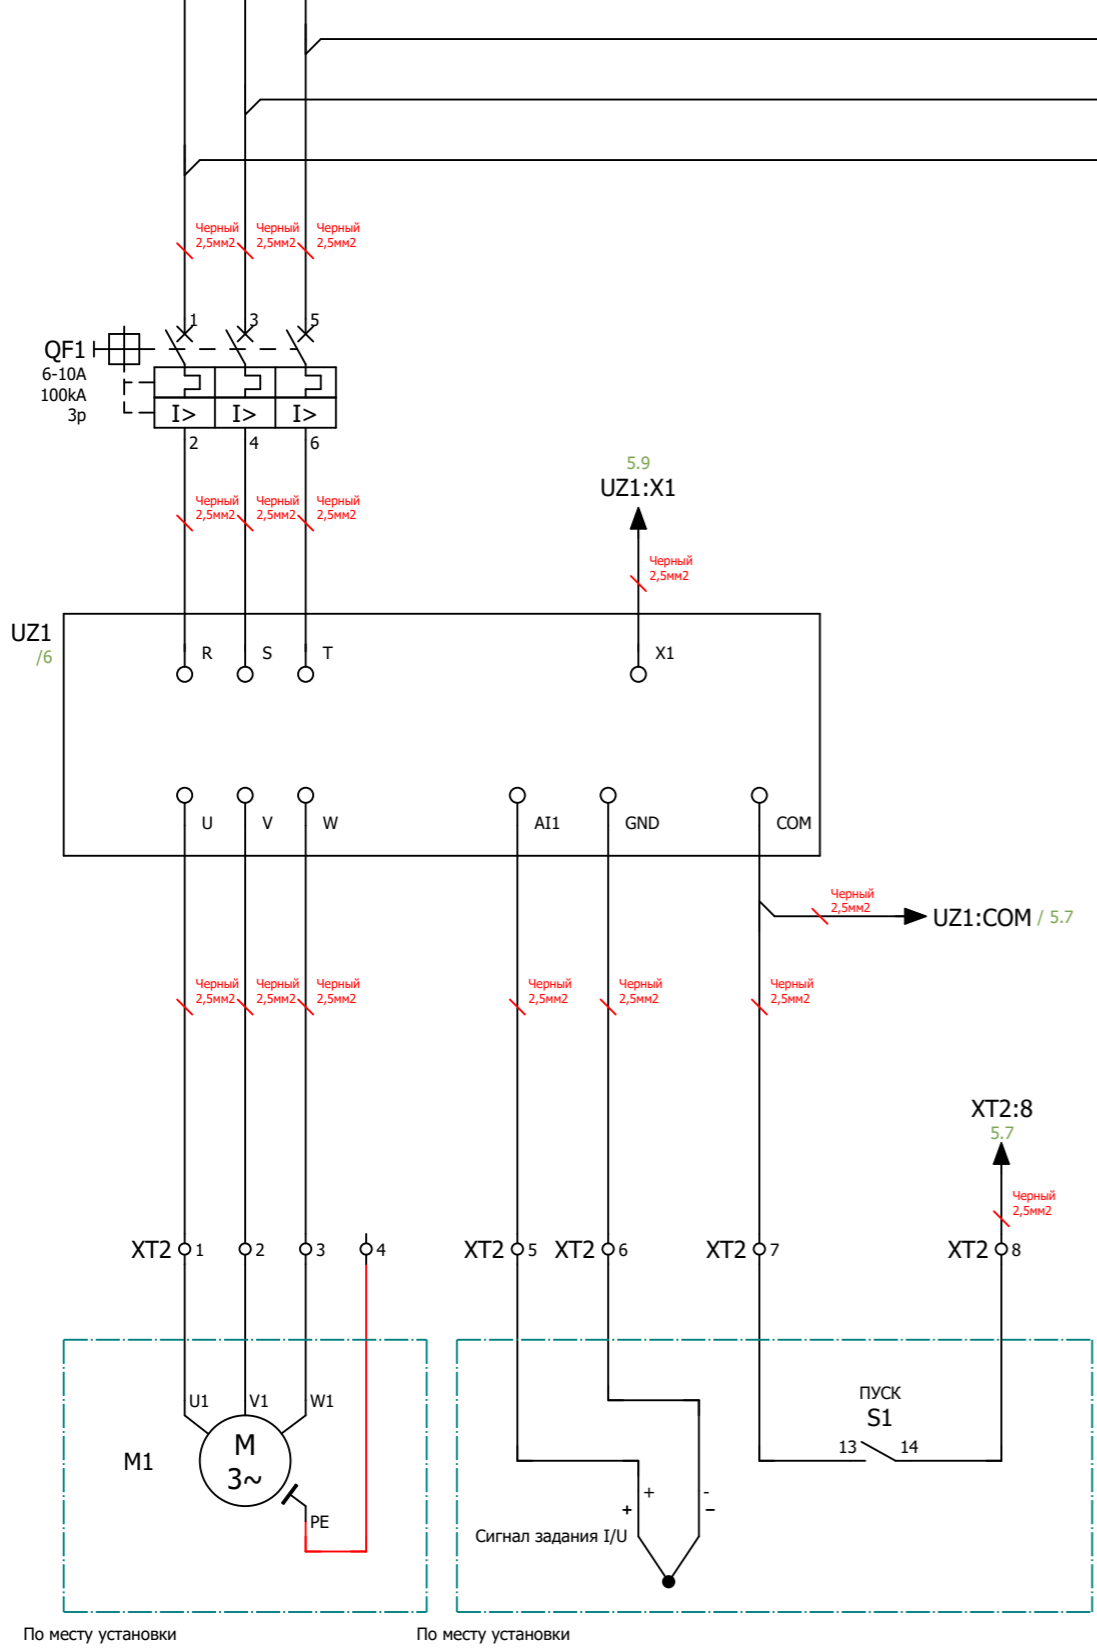 Черный Черный Черный
2,5мм2 2,5мм2 2,5мм2
1 3 5
QF1
6-10A
100kA
3p
I> I> I>
2 4 6
5.9
UZ1:X1
Черный Черный Черный
2,5мм2 2,5мм2 2,5мм2
Черный
2,5мм2
UZ1
/6
R S T X1
U V W AI1 GND COM
Черный
2,5мм2
UZ1:COM / 5.7
Черный Черный Черный Черный Черный Черный
2,5мм2 2,5мм2 2,5мм2 2,5мм2 2,5мм2 2,5мм2
XT2:8
5.7
Черный
2,5мм2
XT2 1 2 3 4 XT2 5 XT2 6 XT2 7 XT2 8
U1 V1 W1
ПУСК
S1
13 14
M1
M
3~
PE
+ -
+ −
Сигнал задания I/U
По месту установки По месту установки